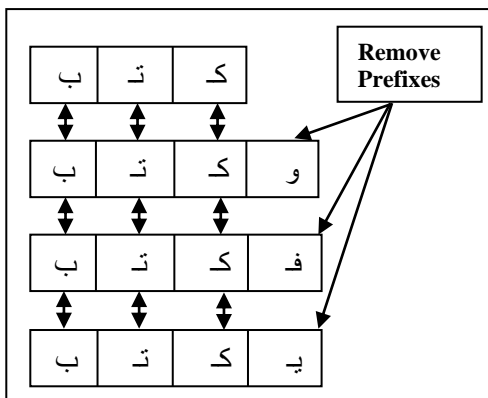 كـ تـ ب
Remove
Prefixes
و كـ تـ ب
فـ كـ تـ ب
يـ كـ تـ ب